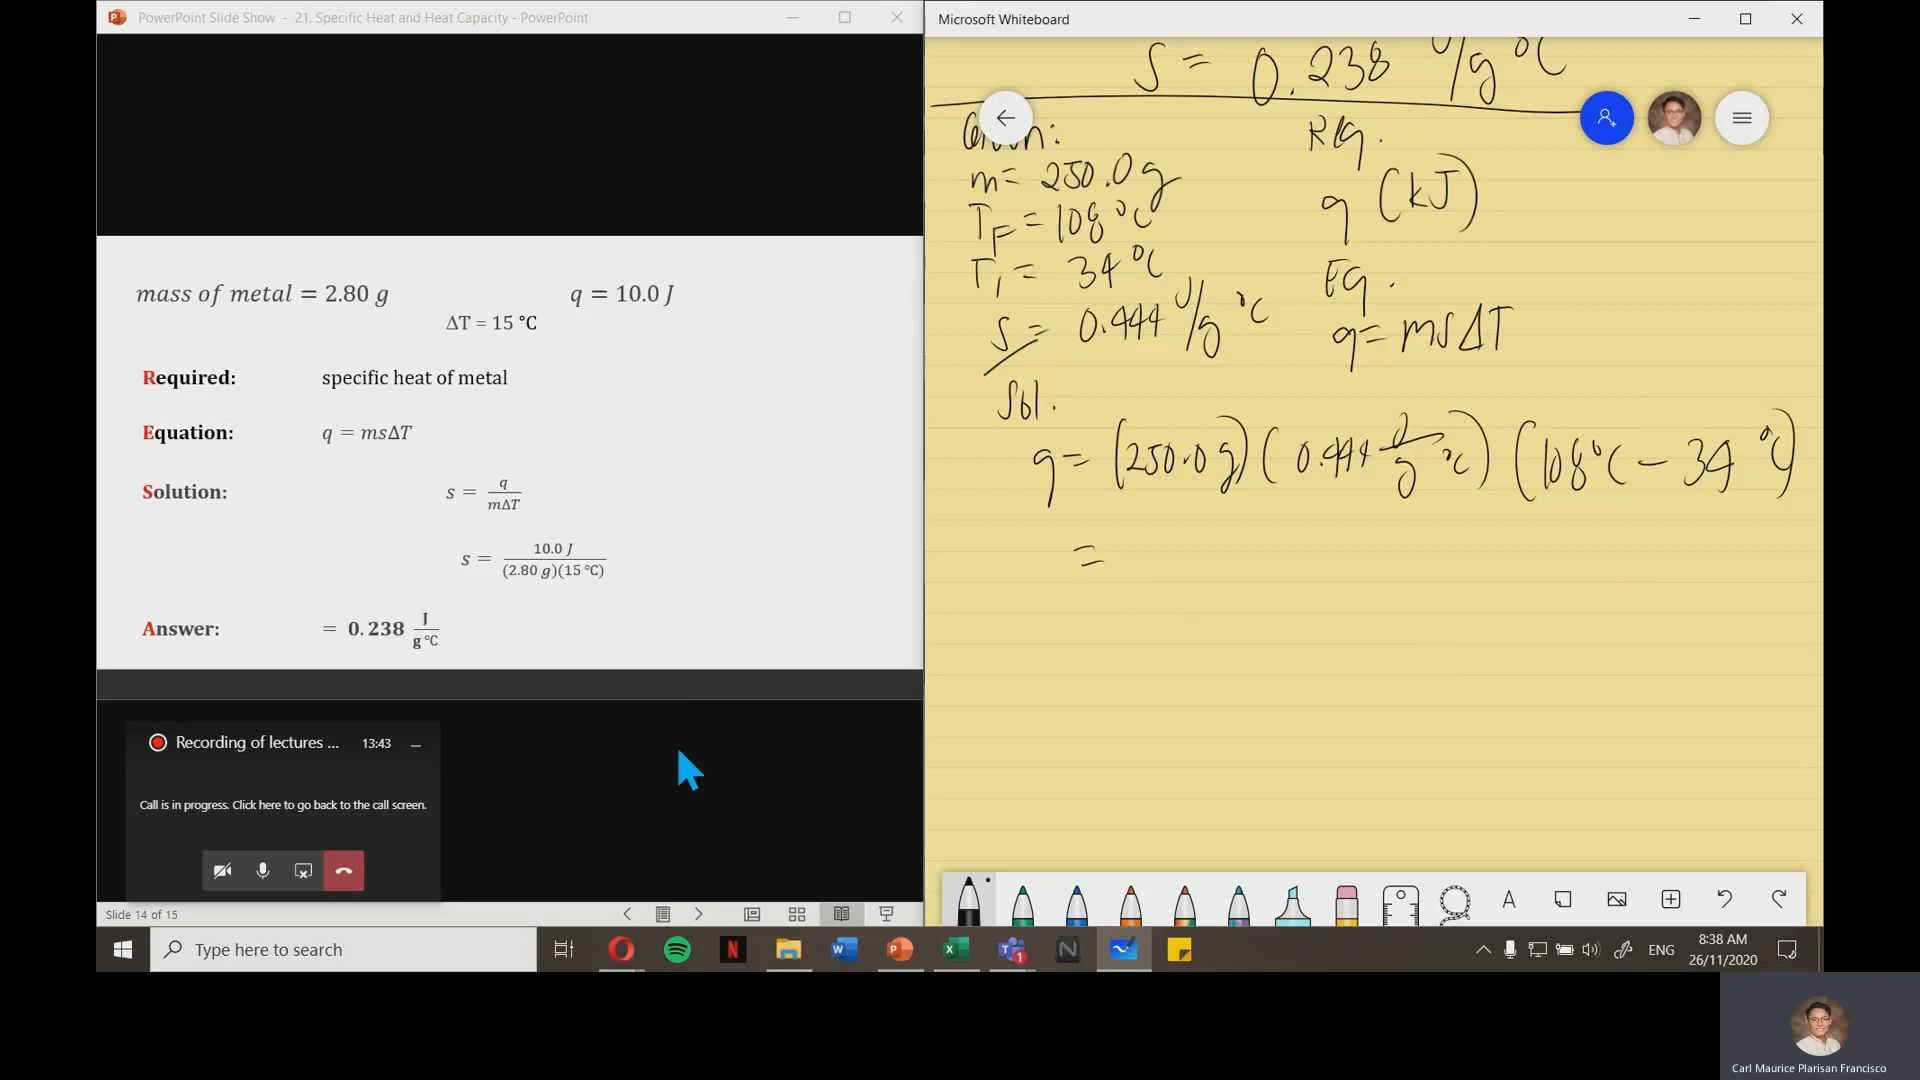 PowerPoint Slide Show - 21. Specific Heat and Heat Capacity - PowerPoint
mass of metal = 2.80 g
q = 10.0 J
ΔT = 15 °C
Required: specific heat of metal
Equation: q = msΔT
Solution: s = q / mΔT
s = 10.0 J / (2.80 g)(15 °C)
Answer: = 0.238 J / g °C
Recording of lectures ... 13:43
Call is in progress. Click here to go back to the call screen.
Slide 14 of 15
Microsoft Whiteboard
S = 0.238 J/g °C
m = 250.0 g
T_F = 108 °C
T_i = 34 °C
S = 0.444 J/g °C
Rq.
q (kJ)
Eq.
q = msΔT
Sol.
q = (250.0 g) (0.444 J/g °C) (108 °C - 34 °C)
=
A
Type here to search
ENG
8:38 AM
26/11/2020
Carl Maurice Plarisan Francisco